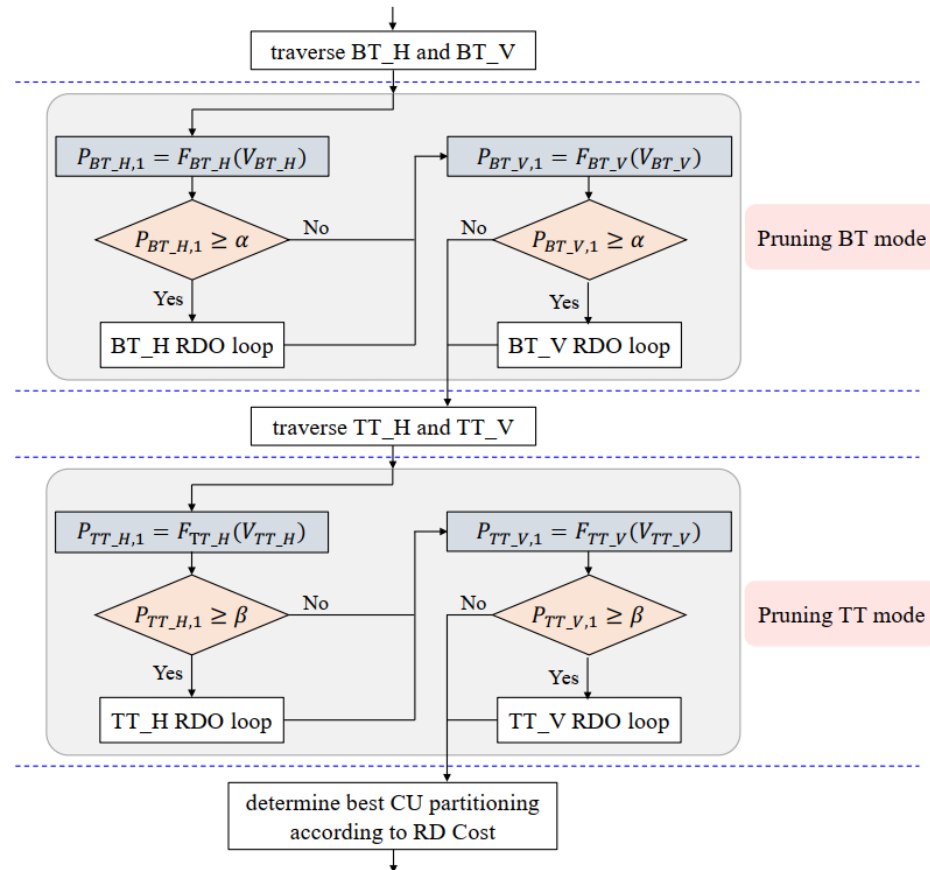 traverse BT_H and BT_V
P_{BT_H,1} = F_{BT_H}(V_{BT_H})
P_{BT_V,1} = F_{BT_V}(V_{BT_V})
P_{BT_H,1} ≥ α
No
No
P_{BT_V,1} ≥ α
Pruning BT mode
Yes
Yes
BT_H RDO loop
BT_V RDO loop
traverse TT_H and TT_V
P_{TT_H,1} = F_{TT_H}(V_{TT_H})
P_{TT_V,1} = F_{TT_V}(V_{TT_V})
P_{TT_H,1} ≥ β
No
No
P_{TT_V,1} ≥ β
Pruning TT mode
Yes
Yes
TT_H RDO loop
TT_V RDO loop
determine best CU partitioning
according to RD Cost